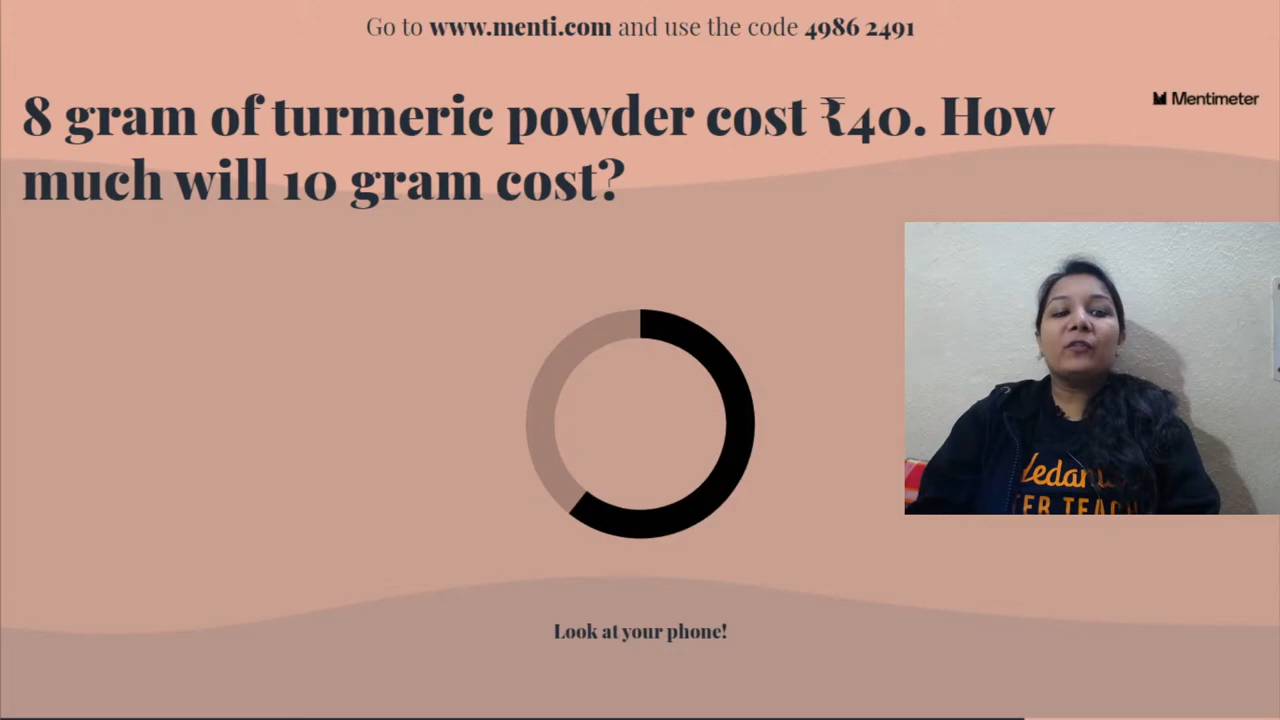 Go to www.menti.com and use the code 4986 2491
Mentimeter
8 gram of turmeric powder cost ₹40. How
much will 10 gram cost?
Look at your phone!